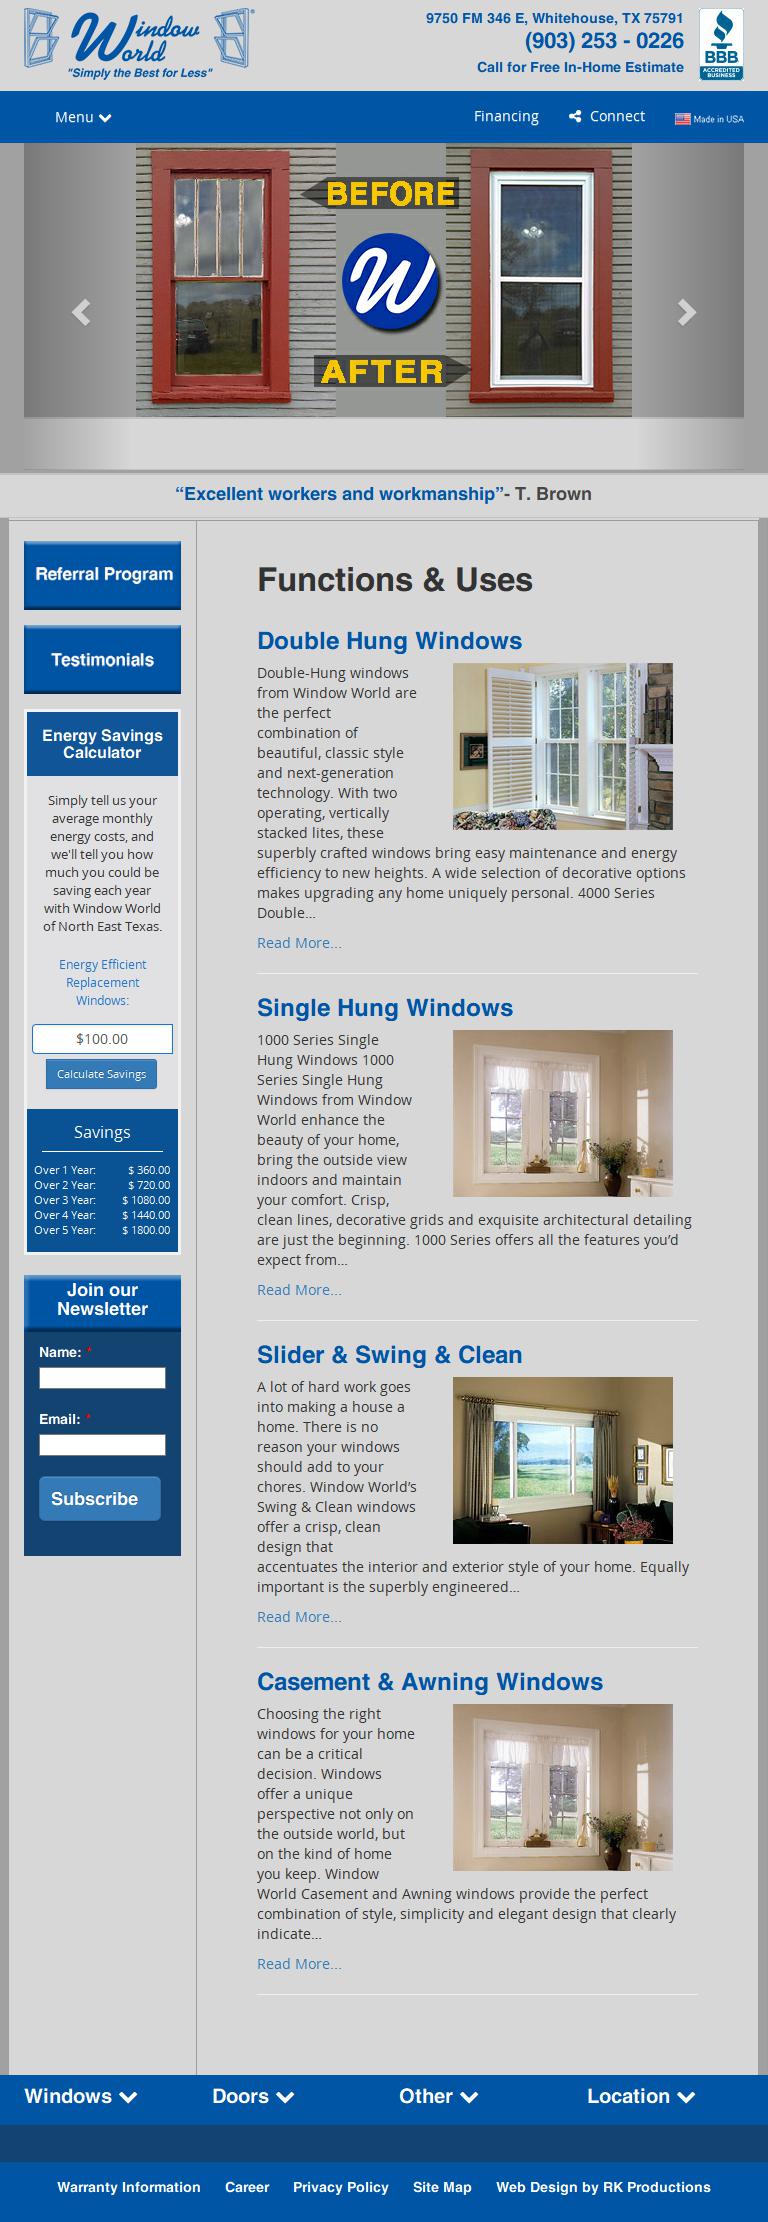 Window World®
"Simply the Best for Less"
9750 FM 346 E, Whitehouse, TX 75791
(903) 253 - 0226
Call for Free In-Home Estimate
BBB
ACCREDITED BUSINESS
Menu
Financing
Connect
Made in USA
BEFORE
W
AFTER
“Excellent workers and workmanship”- T. Brown
Referral Program
Testimonials
Energy Savings
Calculator
Simply tell us your
average monthly
energy costs, and
we'll tell you how
much you could be
saving each year
with Window World
of North East Texas.
Energy Efficient
Replacement
Windows:
$100.00
Calculate Savings
Savings
Over 1 Year: $ 360.00
Over 2 Year: $ 720.00
Over 3 Year: $ 1080.00
Over 4 Year: $ 1440.00
Over 5 Year: $ 1800.00
Join our
Newsletter
Name: *
Email: *
Subscribe
Functions & Uses
Double Hung Windows
Double-Hung windows
from Window World are
the perfect
combination of
beautiful, classic style
and next-generation
technology. With two
operating, vertically
stacked lites, these
superbly crafted windows bring easy maintenance and energy
efficiency to new heights. A wide selection of decorative options
makes upgrading any home uniquely personal. 4000 Series
Double...
Read More...
Single Hung Windows
1000 Series Single
Hung Windows 1000
Series Single Hung
Windows from Window
World enhance the
beauty of your home,
bring the outside view
indoors and maintain
your comfort. Crisp,
clean lines, decorative grids and exquisite architectural detailing
are just the beginning. 1000 Series offers all the features you’d
expect from...
Read More...
Slider & Swing & Clean
A lot of hard work goes
into making a house a
home. There is no
reason your windows
should add to your
chores. Window World’s
Swing & Clean windows
offer a crisp, clean
design that
accentuates the interior and exterior style of your home. Equally
important is the superbly engineered...
Read More...
Casement & Awning Windows
Choosing the right
windows for your home
can be a critical
decision. Windows
offer a unique
perspective not only on
the outside world, but
on the kind of home
you keep. Window
World Casement and Awning windows provide the perfect
combination of style, simplicity and elegant design that clearly
indicate...
Read More...
Windows
Doors
Other
Location
Warranty Information
Career
Privacy Policy
Site Map
Web Design by RK Productions